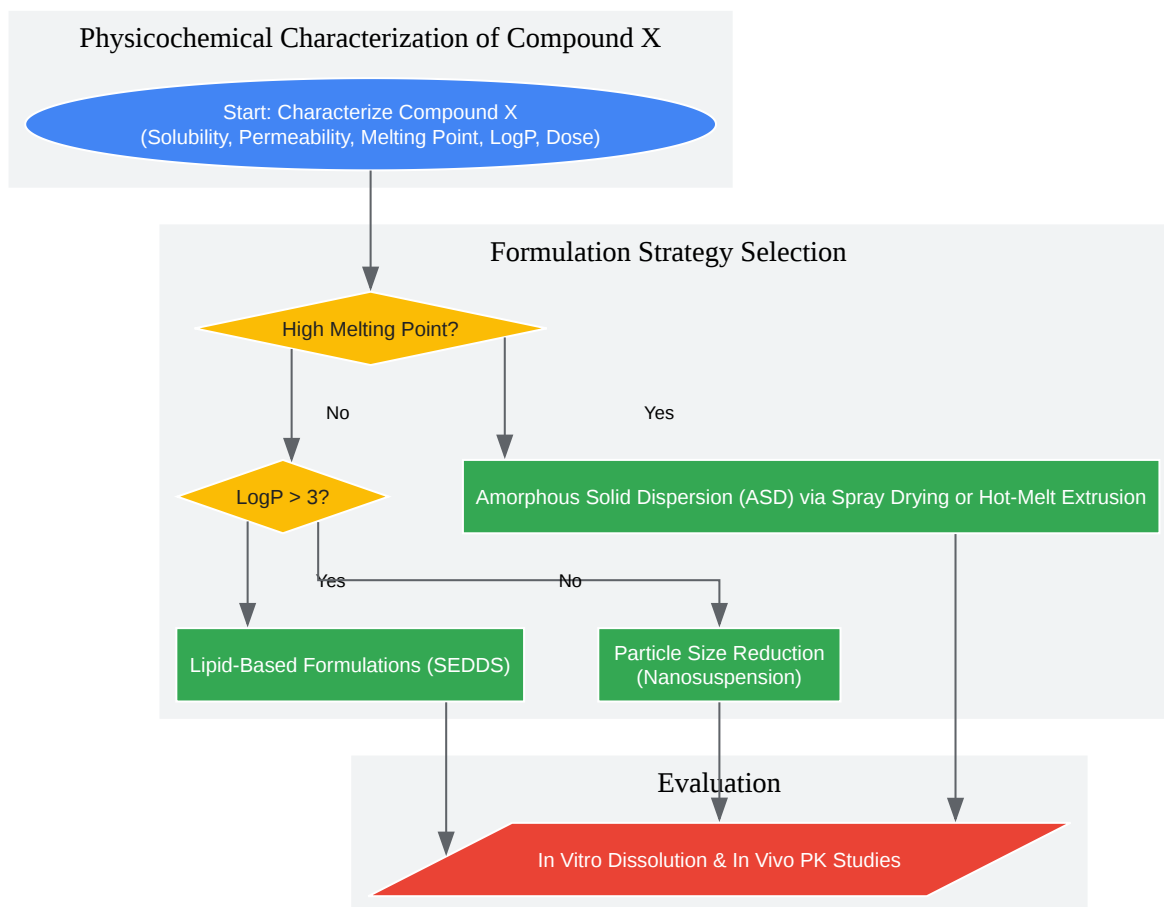 Physicochemical Characterization of Compound X
Start: Characterize Compound X
(Solubility, Permeability, Melting Point, LogP, Dose)
Formulation Strategy Selection
High Melting Point?
No
Yes
LogP > 3?
Amorphous Solid Dispersion (ASD) via Spray Drying or Hot-Melt Extrusion
Yes
No
Lipid-Based Formulations (SEDDS)
Particle Size Reduction
(Nanosuspension)
Evaluation
In Vitro Dissolution & In Vivo PK Studies